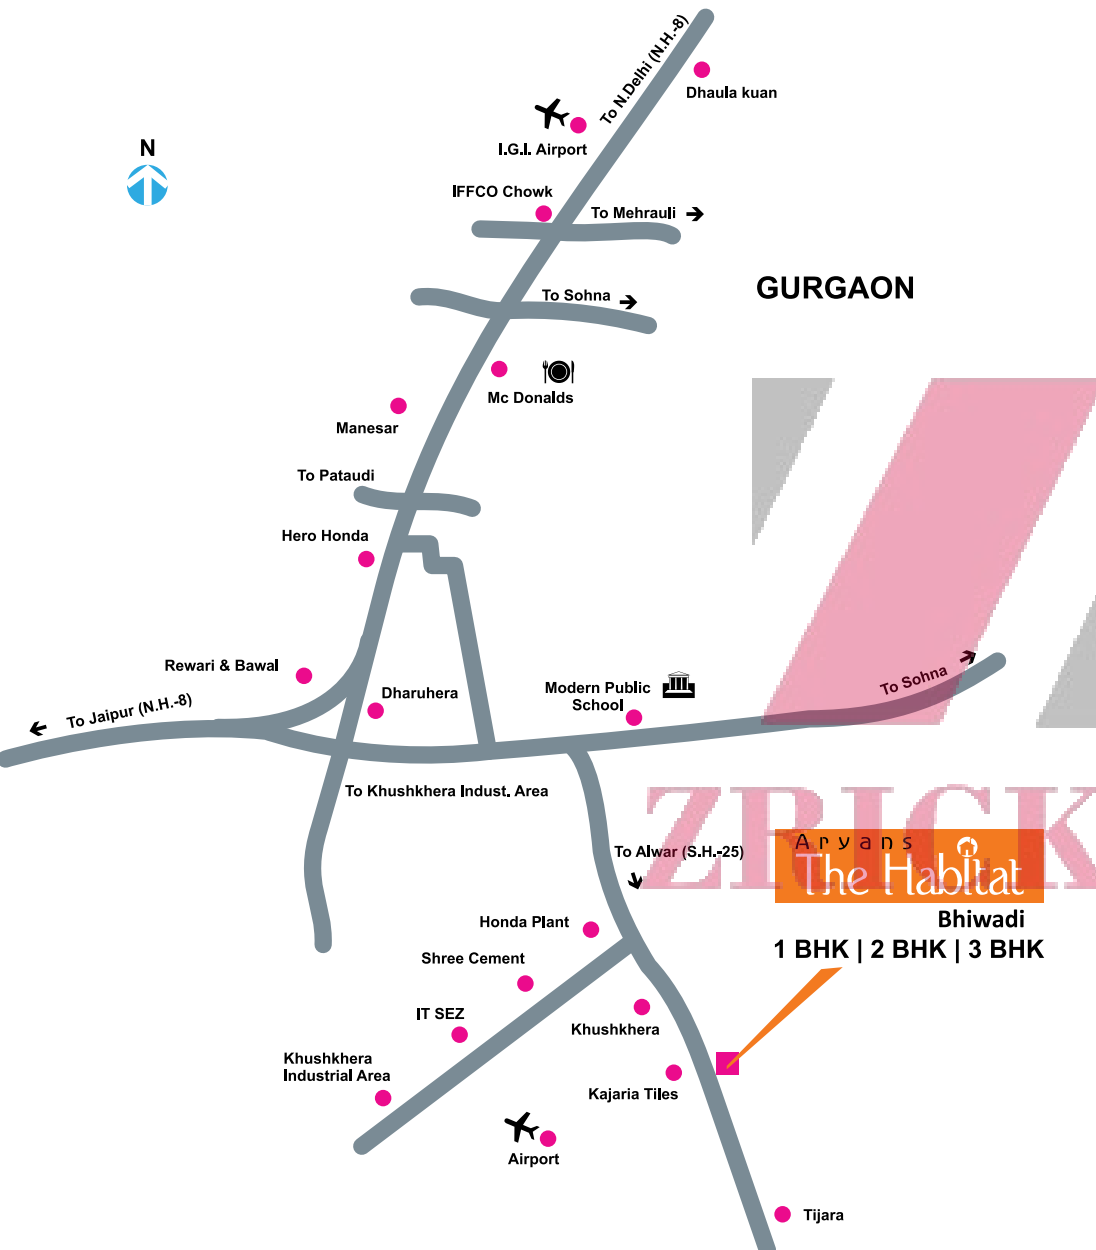 To N.Delhi (N.H.-8)
Dhaula kuan
I.G.I. Airport
N
IFFCO Chowk
To Mehrauli
GURGAON
To Sohna
Mc Donalds
Manesar
To Pataudi
Hero Honda
Rewari & Bawal
Dharuhera
Modern Public
School
To Sohna
To Jaipur (N.H.-8)
To Khushkhera Indust. Area
ZRICK
Aryans
The Habitat
To Alwar (S.H.-25)
Bhiwadi
1 BHK | 2 BHK | 3 BHK
Honda Plant
Shree Cement
IT SEZ
Khushkhera
Khushkhera
Industrial Area
Kajaria Tiles
Airport
Tijara